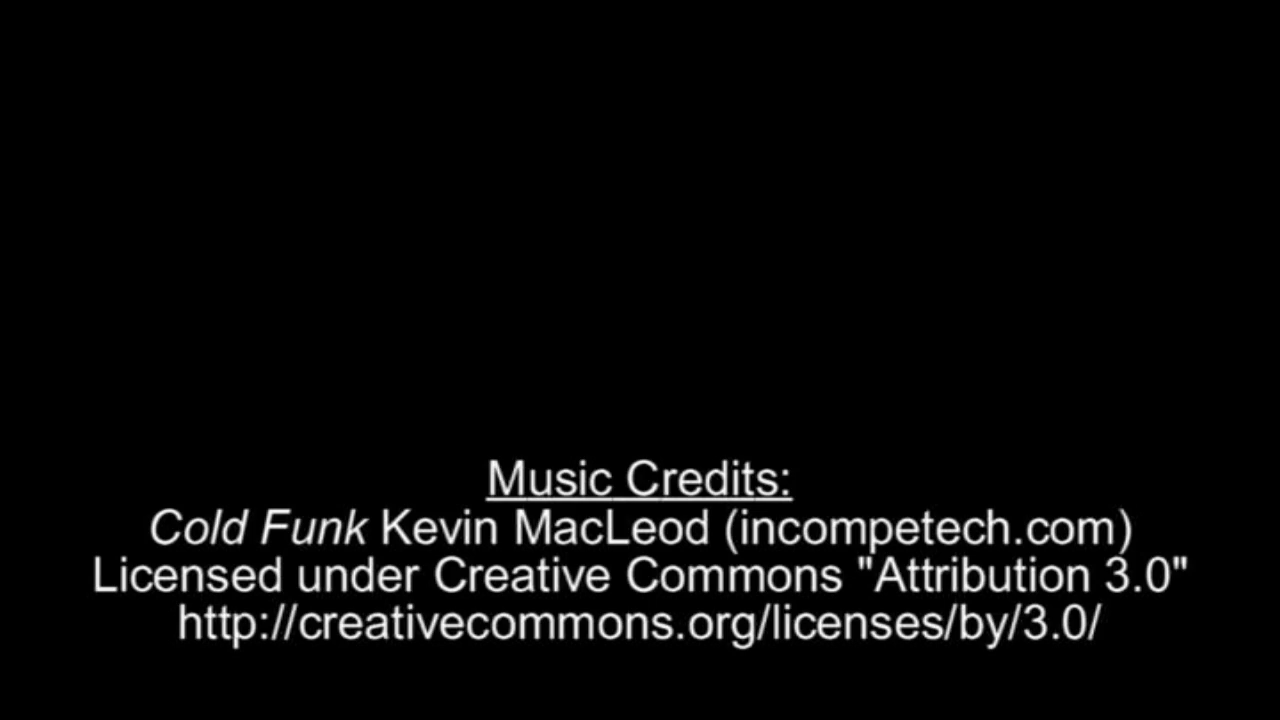 Music Credits:
Cold Funk Kevin MacLeod (incompetech.com)
Licensed under Creative Commons "Attribution 3.0"
http://creativecommons.org/licenses/by/3.0/